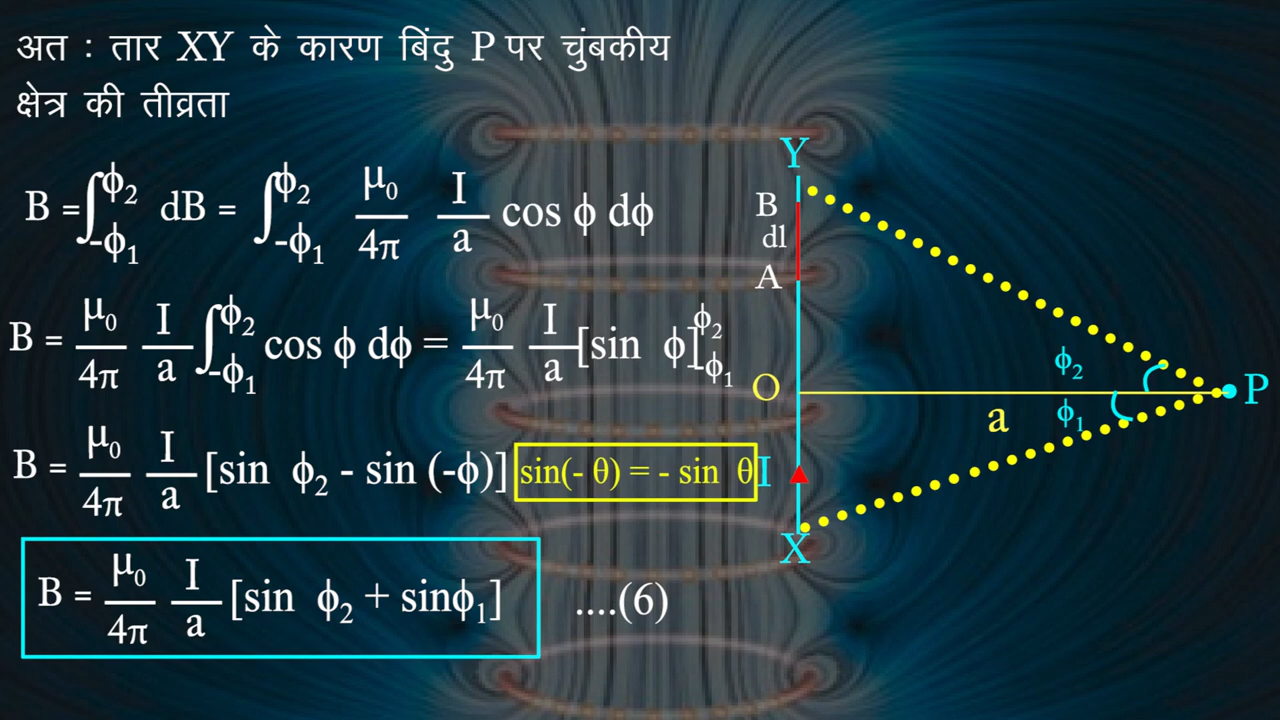 अत : तार XY के कारण बिंदु P पर चुंबकीय
क्षेत्र की तीव्रता
B = ∫_{-ϕ₁}^{ϕ₂} dB = ∫_{-ϕ₁}^{ϕ₂} μ₀/4π I/a cos ϕ dϕ
B = μ₀/4π I/a ∫_{-ϕ₁}^{ϕ₂} cos ϕ dϕ = μ₀/4π I/a [sin ϕ]_{-ϕ₁}^{ϕ₂}
B = μ₀/4π I/a [sin ϕ₂ - sin (-ϕ)] sin(- θ) = - sin θ
B = μ₀/4π I/a [sin ϕ₂ + sinϕ₁] ....(6)
Y
B
dl
A
ϕ₂
O
P
a
ϕ₁
I
X